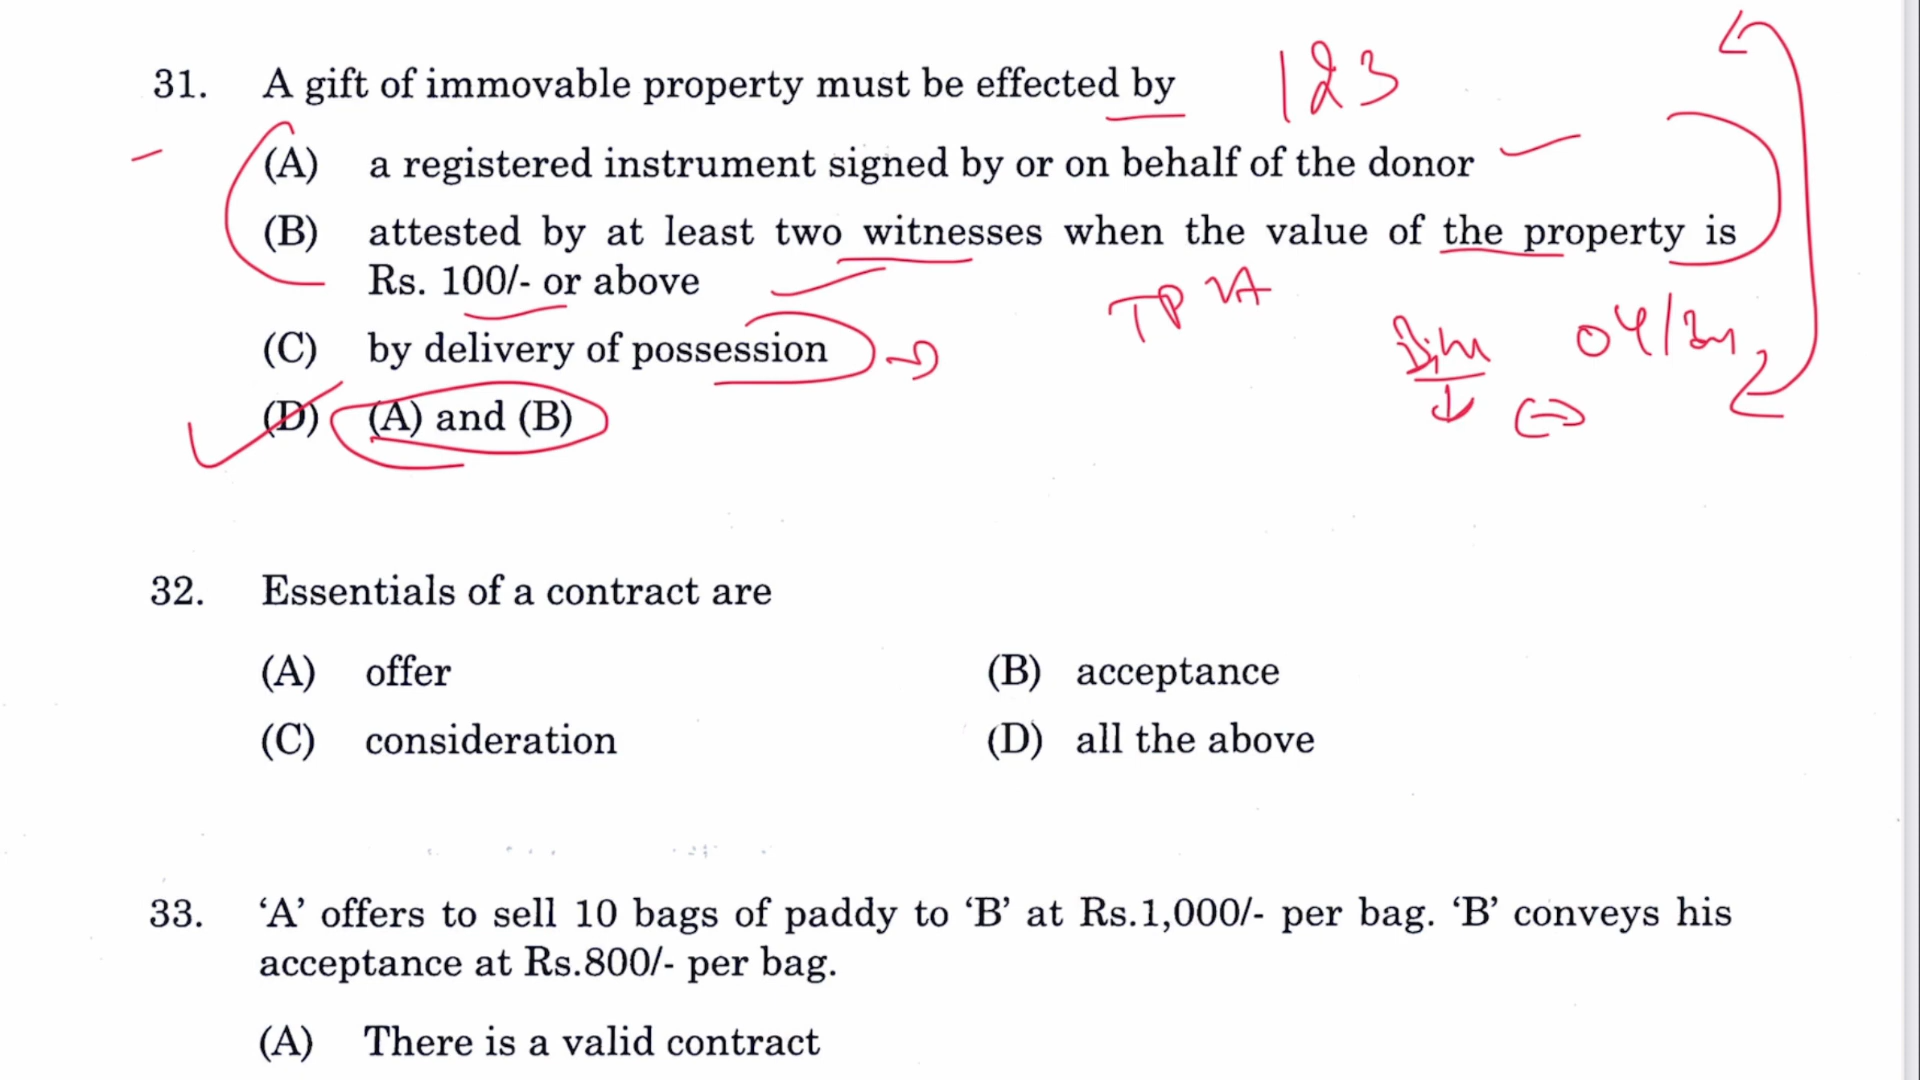 31. A gift of immovable property must be effected by 123
(A) a registered instrument signed by or on behalf of the donor
(B) attested by at least two witnesses when the value of the property is
Rs. 100/- or above
TPA
(C) by delivery of possession
(D) (A) and (B)
32. Essentials of a contract are
(A) offer (B) acceptance
(C) consideration (D) all the above
33. ‘A’ offers to sell 10 bags of paddy to ‘B’ at Rs.1,000/- per bag. ‘B’ conveys his
acceptance at Rs.800/- per bag.
(A) There is a valid contract